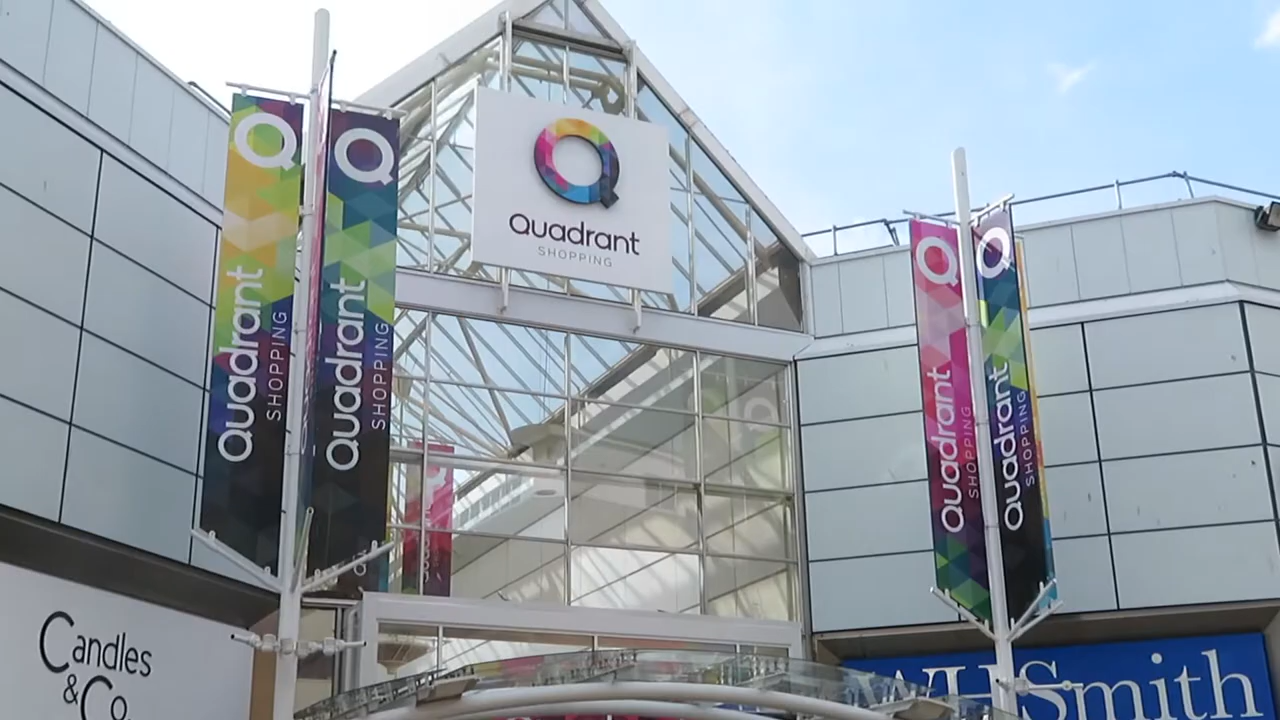 Quadrant
SHOPPING
Quadrant
SHOPPING
Quadrant
SHOPPING
Quadrant
SHOPPING
Quadrant
SHOPPING
Candles
& Co
WHSmith